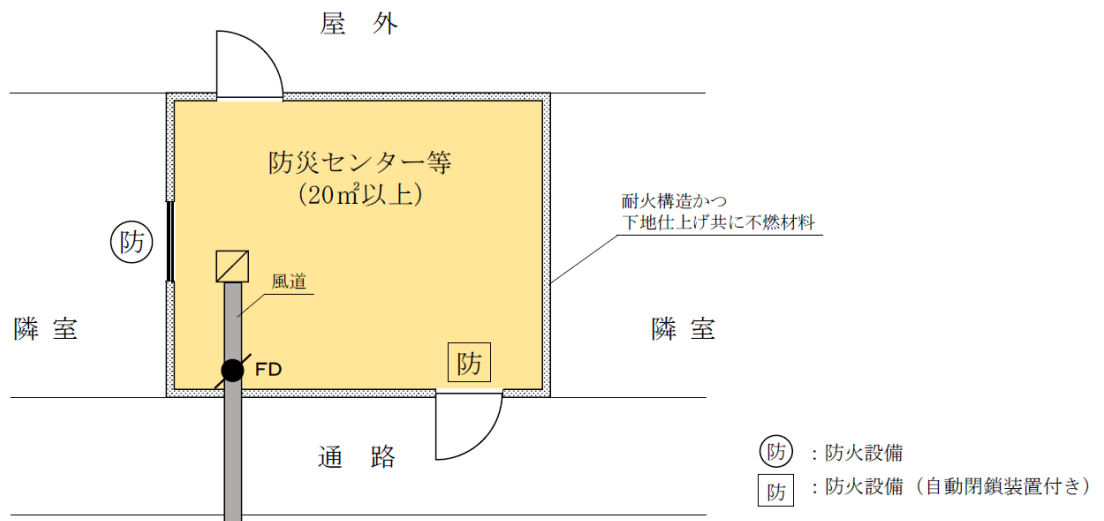 屋 外
防災センター等
（20㎡以上）
耐火構造かつ
下地仕上げ共に不燃材料
防
風道
隣 室
隣 室
防
FD
通 路
防 ：防火設備
防 ：防火設備（自動閉鎖装置付き）